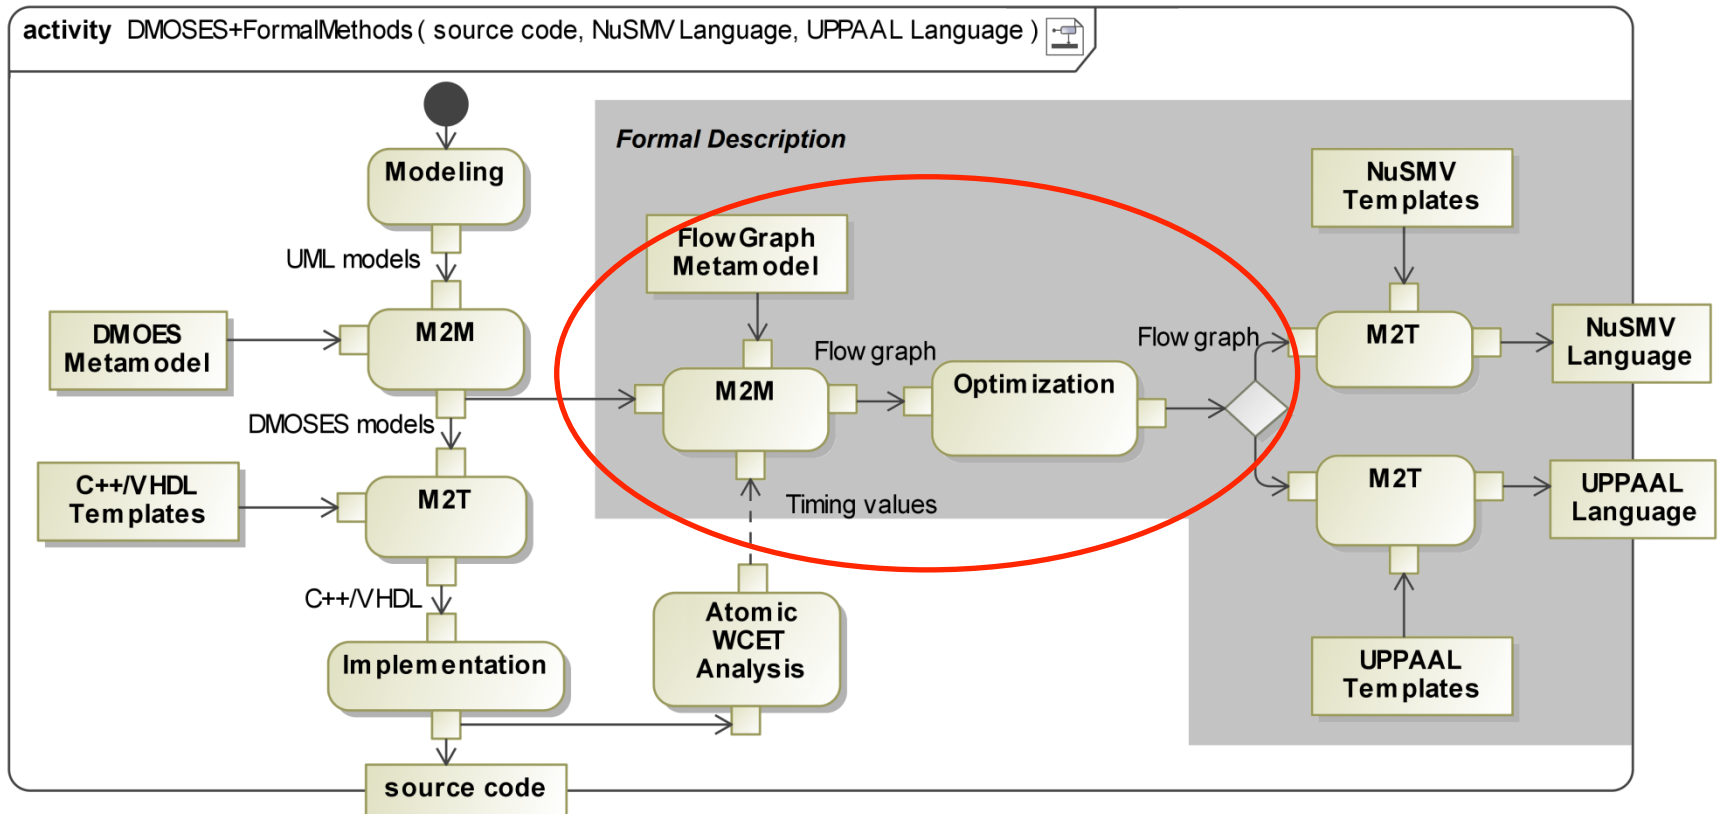 activity DMOSES+FormalMethods ( source code, NuSMV Language, UPPAAL Language )
Formal Description
Modeling
UML models
DMOES
Metamodel
M2M
DMOSES models
C++/VHDL
Templates
M2T
C++/VHDL
Implementation
source code
Atomic
WCET
Analysis
Timing values
FlowGraph
Metamodel
M2M
Flow graph
Optimization
Flow graph
NuSMV
Templates
M2T
NuSMV
Language
M2T
UPPAAL
Language
UPPAAL
Templates